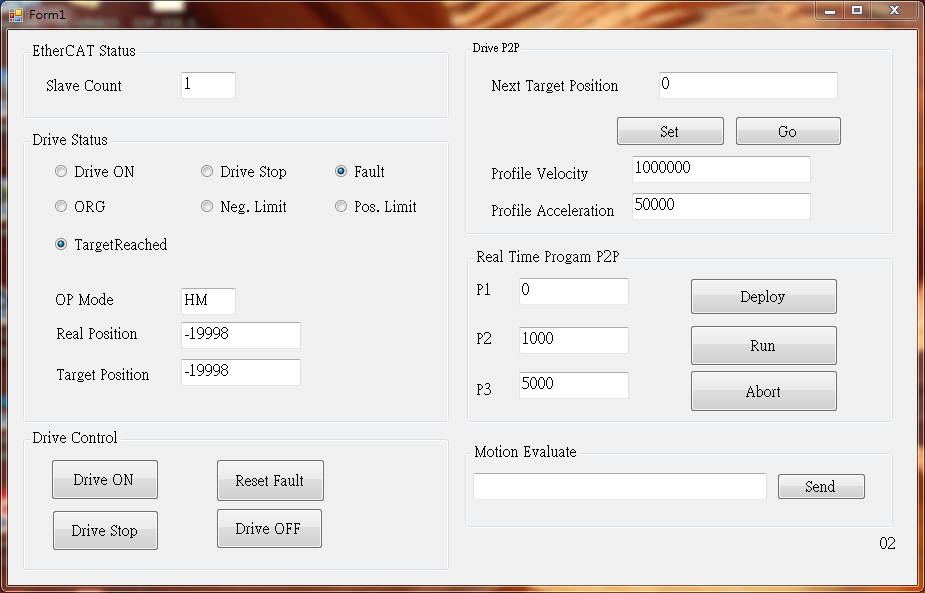 Form1
EtherCAT Status
Slave Count 1
Drive Status
Drive ON Drive Stop Fault
ORG Neg. Limit Pos. Limit
TargetReached
OP Mode HM
Real Position -19998
Target Position -19998
Drive Control
Drive ON Reset Fault
Drive Stop Drive OFF
Drive P2P
Next Target Position 0
Set Go
Profile Velocity 1000000
Profile Acceleration 50000
Real Time Progam P2P
P1 0 Deploy
P2 1000 Run
P3 5000 Abort
Motion Evaluate
Send
02